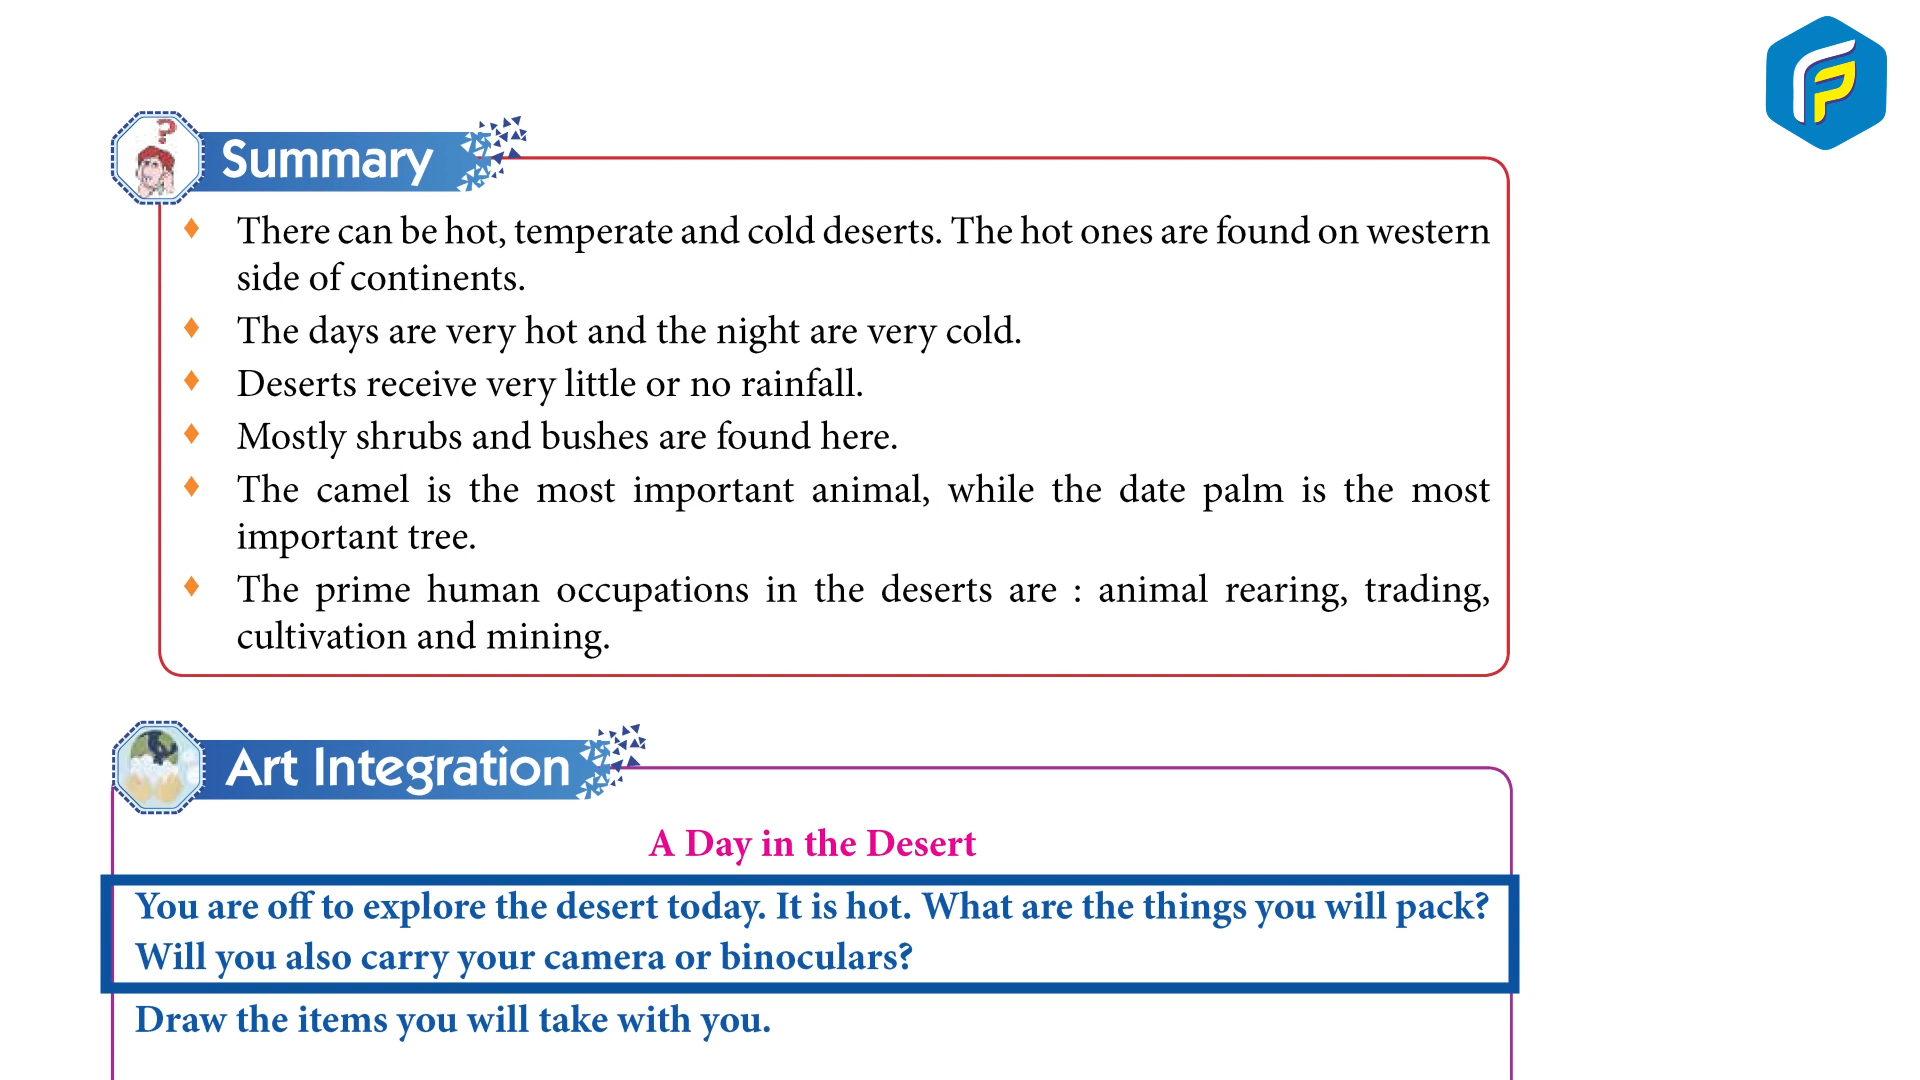 Summary
♦ There can be hot, temperate and cold deserts. The hot ones are found on western
side of continents.
♦ The days are very hot and the night are very cold.
♦ Deserts receive very little or no rainfall.
♦ Mostly shrubs and bushes are found here.
♦ The camel is the most important animal, while the date palm is the most
important tree.
♦ The prime human occupations in the deserts are : animal rearing, trading,
cultivation and mining.
Art Integration
A Day in the Desert
You are off to explore the desert today. It is hot. What are the things you will pack?
Will you also carry your camera or binoculars?
Draw the items you will take with you.